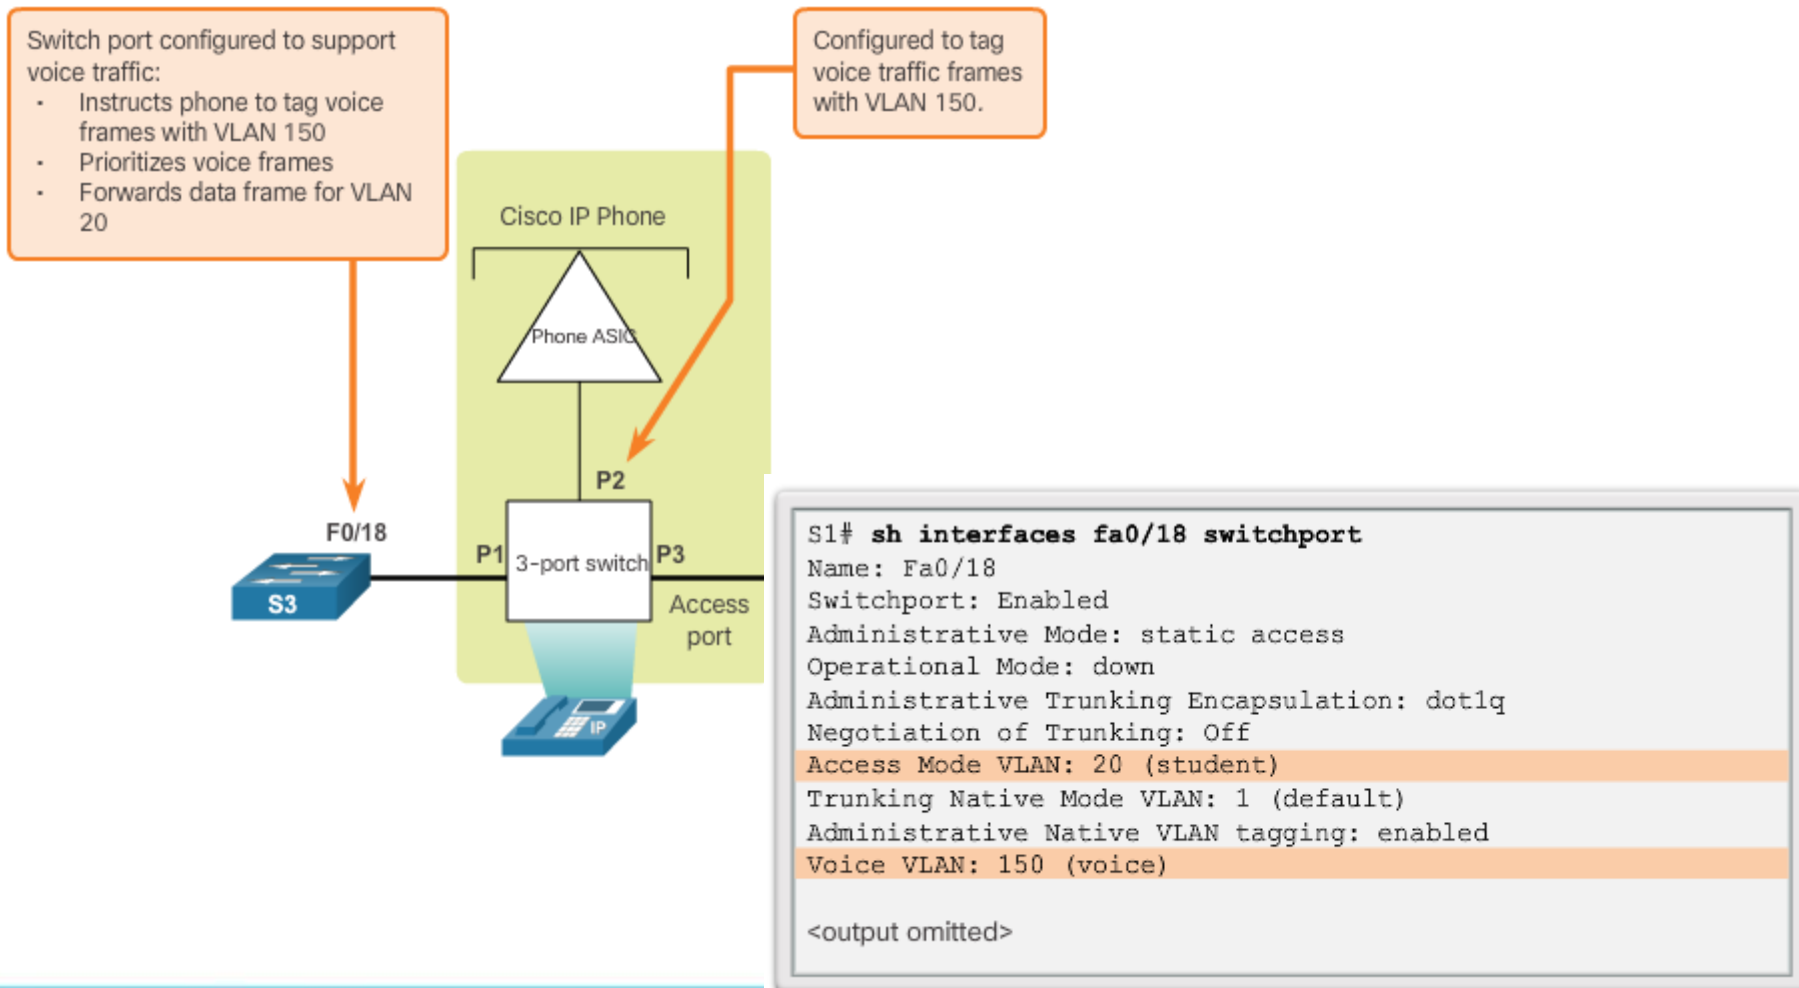 Switch port configured to support
voice traffic:
· Instructs phone to tag voice
frames with VLAN 150
· Prioritizes voice frames
· Forwards data frame for VLAN
20
Configured to tag
voice traffic frames
with VLAN 150.
Cisco IP Phone
Phone ASIC
P2
F0/18
P1
3-port switch
P3
S3
Access
port
IP
S1# sh interfaces fa0/18 switchport
Name: Fa0/18
Switchport: Enabled
Administrative Mode: static access
Operational Mode: down
Administrative Trunking Encapsulation: dot1q
Negotiation of Trunking: Off
Access Mode VLAN: 20 (student)
Trunking Native Mode VLAN: 1 (default)
Administrative Native VLAN tagging: enabled
Voice VLAN: 150 (voice)
<output omitted>